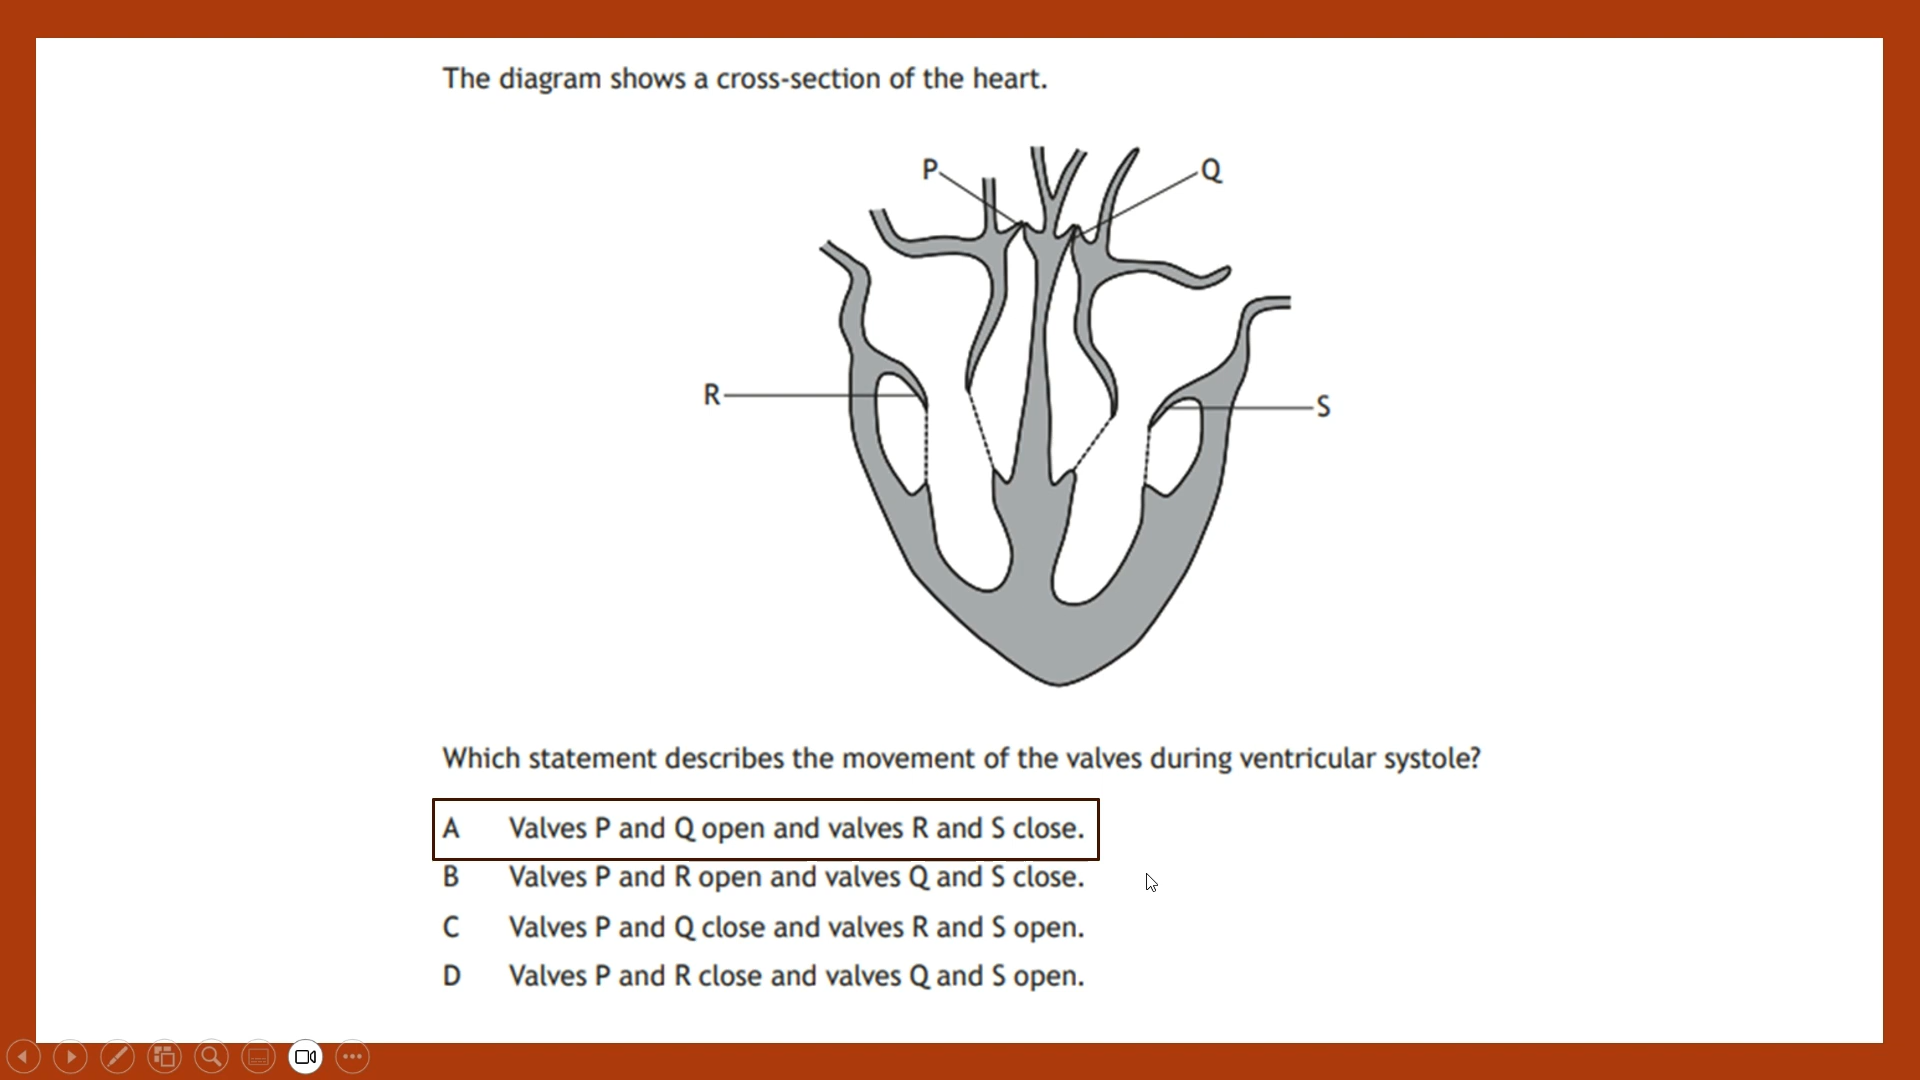 The diagram shows a cross-section of the heart.
P
Q
R
S
Which statement describes the movement of the valves during ventricular systole?
A Valves P and Q open and valves R and S close.
B Valves P and R open and valves Q and S close.
C Valves P and Q close and valves R and S open.
D Valves P and R close and valves Q and S open.